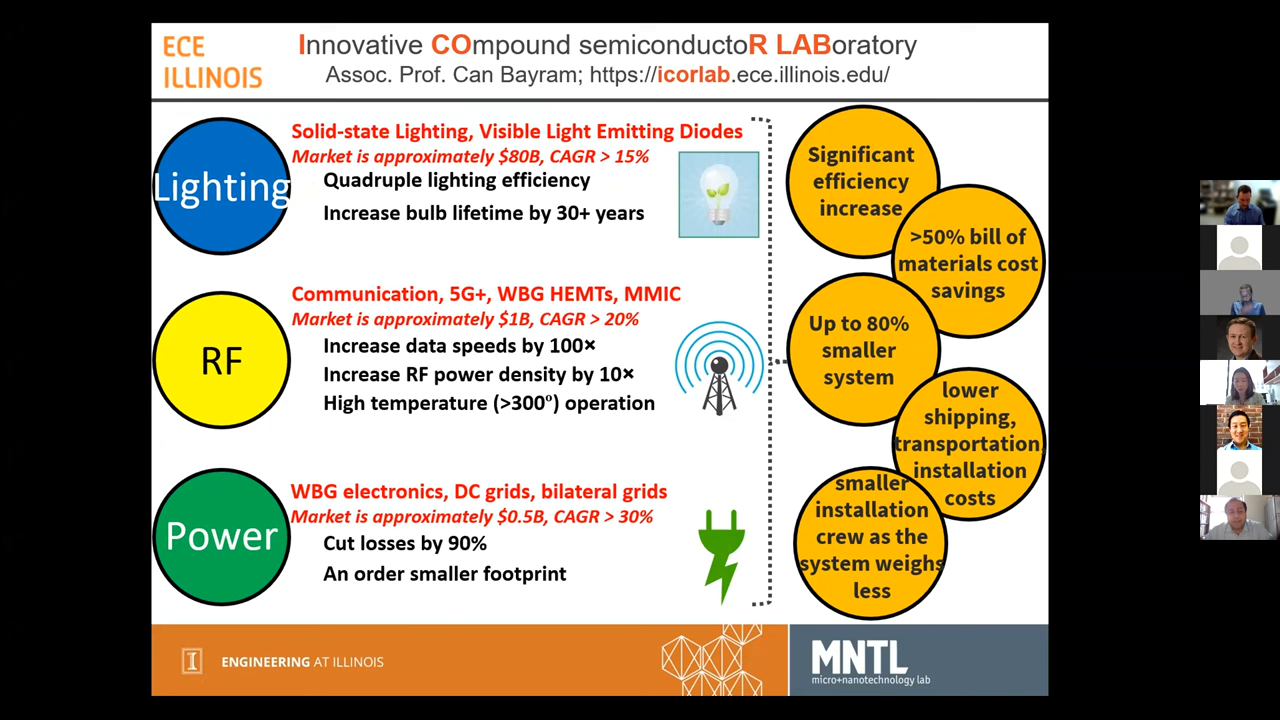 ECE
ILLINOIS
Innovative COmpound semiconductoR LABoratory
Assoc. Prof. Can Bayram; https://icorlab.ece.illinois.edu/
Lighting
Solid-state Lighting, Visible Light Emitting Diodes
Market is approximately $80B, CAGR > 15%
Quadruple lighting efficiency
Increase bulb lifetime by 30+ years
RF
Communication, 5G+, WBG HEMTs, MMIC
Market is approximately $1B, CAGR > 20%
Increase data speeds by 100×
Increase RF power density by 10×
High temperature (>300º) operation
Power
WBG electronics, DC grids, bilateral grids
Market is approximately $0.5B, CAGR > 30%
Cut losses by 90%
An order smaller footprint
Significant
efficiency
increase
>50% bill of
materials cost
savings
Up to 80%
smaller
system
lower
shipping,
transportation,
installation
costs
smaller
installation
crew as the
system weighs
less
I
ENGINEERING AT ILLINOIS
MNTL
micro+nanotechnology lab